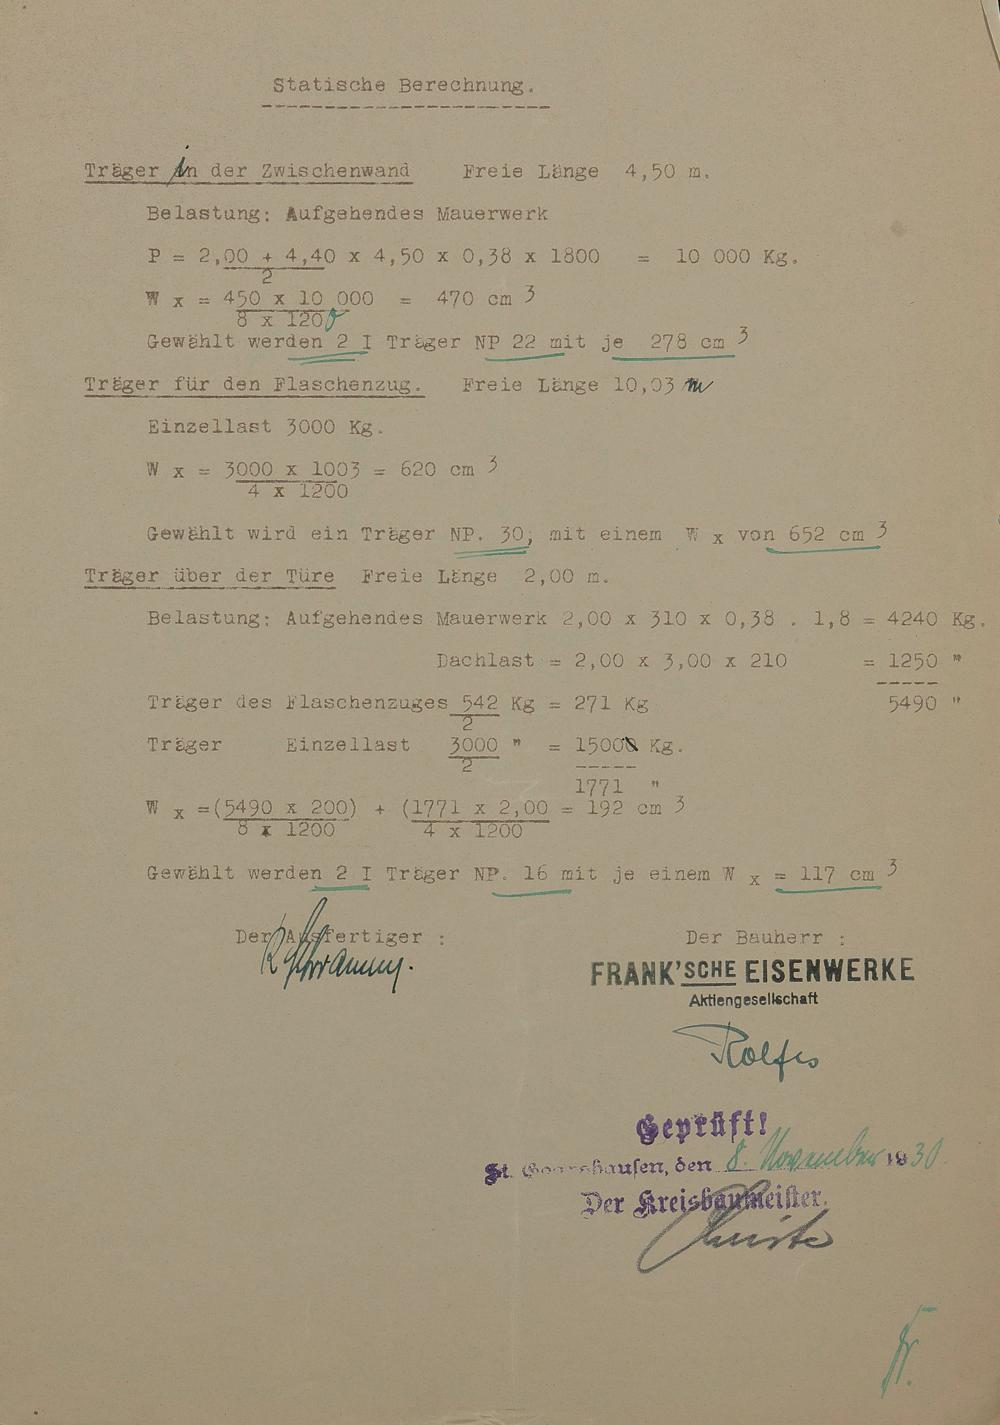 Statische Berechnung.
Träger in der Zwischenwand Freie Länge 4,50 m.
Belastung: Aufgehendes Mauerwerk
P = 2,00 + 4,40 x 4,50 x 0,38 x 1800 = 10 000 Kg.
2
W x = 450 x 10 000 = 470 cm 3
8 x 1200
Gewählt werden 2 I Träger NP 22 mit je 278 cm 3
Träger für den Flaschenzug. Freie Länge 10,03 m
Einzellast 3000 Kg.
W x = 3000 x 1003 = 620 cm 3
4 x 1200
Gewählt wird ein Träger NP. 30, mit einem W x von 652 cm 3
Träger über der Türe Freie Länge 2,00 m.
Belastung: Aufgehendes Mauerwerk 2,00 x 310 x 0,38 . 1,8 = 4240 Kg.
Dachlast = 2,00 x 3,00 x 210 = 1250 "
-----
Träger des Flaschenzuges 542 Kg = 271 Kg 5490 "
2
Träger Einzellast 3000 " = 1500 Kg.
2 -----
1771 "
W x =(5490 x 200) + (1771 x 2,00 = 192 cm 3
8 x 1200 4 x 1200
Gewählt werden 2 I Träger NP. 16 mit je einem W x = 117 cm 3
Der Ausfertiger : Der Bauherr :
FRANK'SCHE EISENWERKE
Aktiengesellschaft
Rolfes
Geprüft!
St. Goarshausen, den 8. November 1930.
Der Kreisbaumeister.